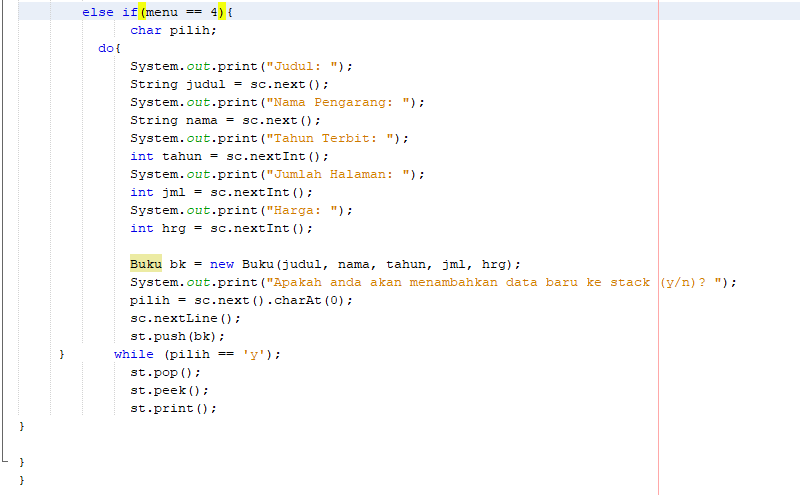 else if(menu == 4){
char pilih;
do{
System.out.print("Judul: ");
String judul = sc.next();
System.out.print("Nama Pengarang: ");
String nama = sc.next();
System.out.print("Tahun Terbit: ");
int tahun = sc.nextInt();
System.out.print("Jumlah Halaman: ");
int jml = sc.nextInt();
System.out.print("Harga: ");
int hrg = sc.nextInt();
Buku bk = new Buku(judul, nama, tahun, jml, hrg);
System.out.print("Apakah anda akan menambahkan data baru ke stack (y/n)? ");
pilih = sc.next().charAt(0);
sc.nextLine();
st.push(bk);
} while (pilih == 'y');
st.pop();
st.peek();
st.print();
}
}
}